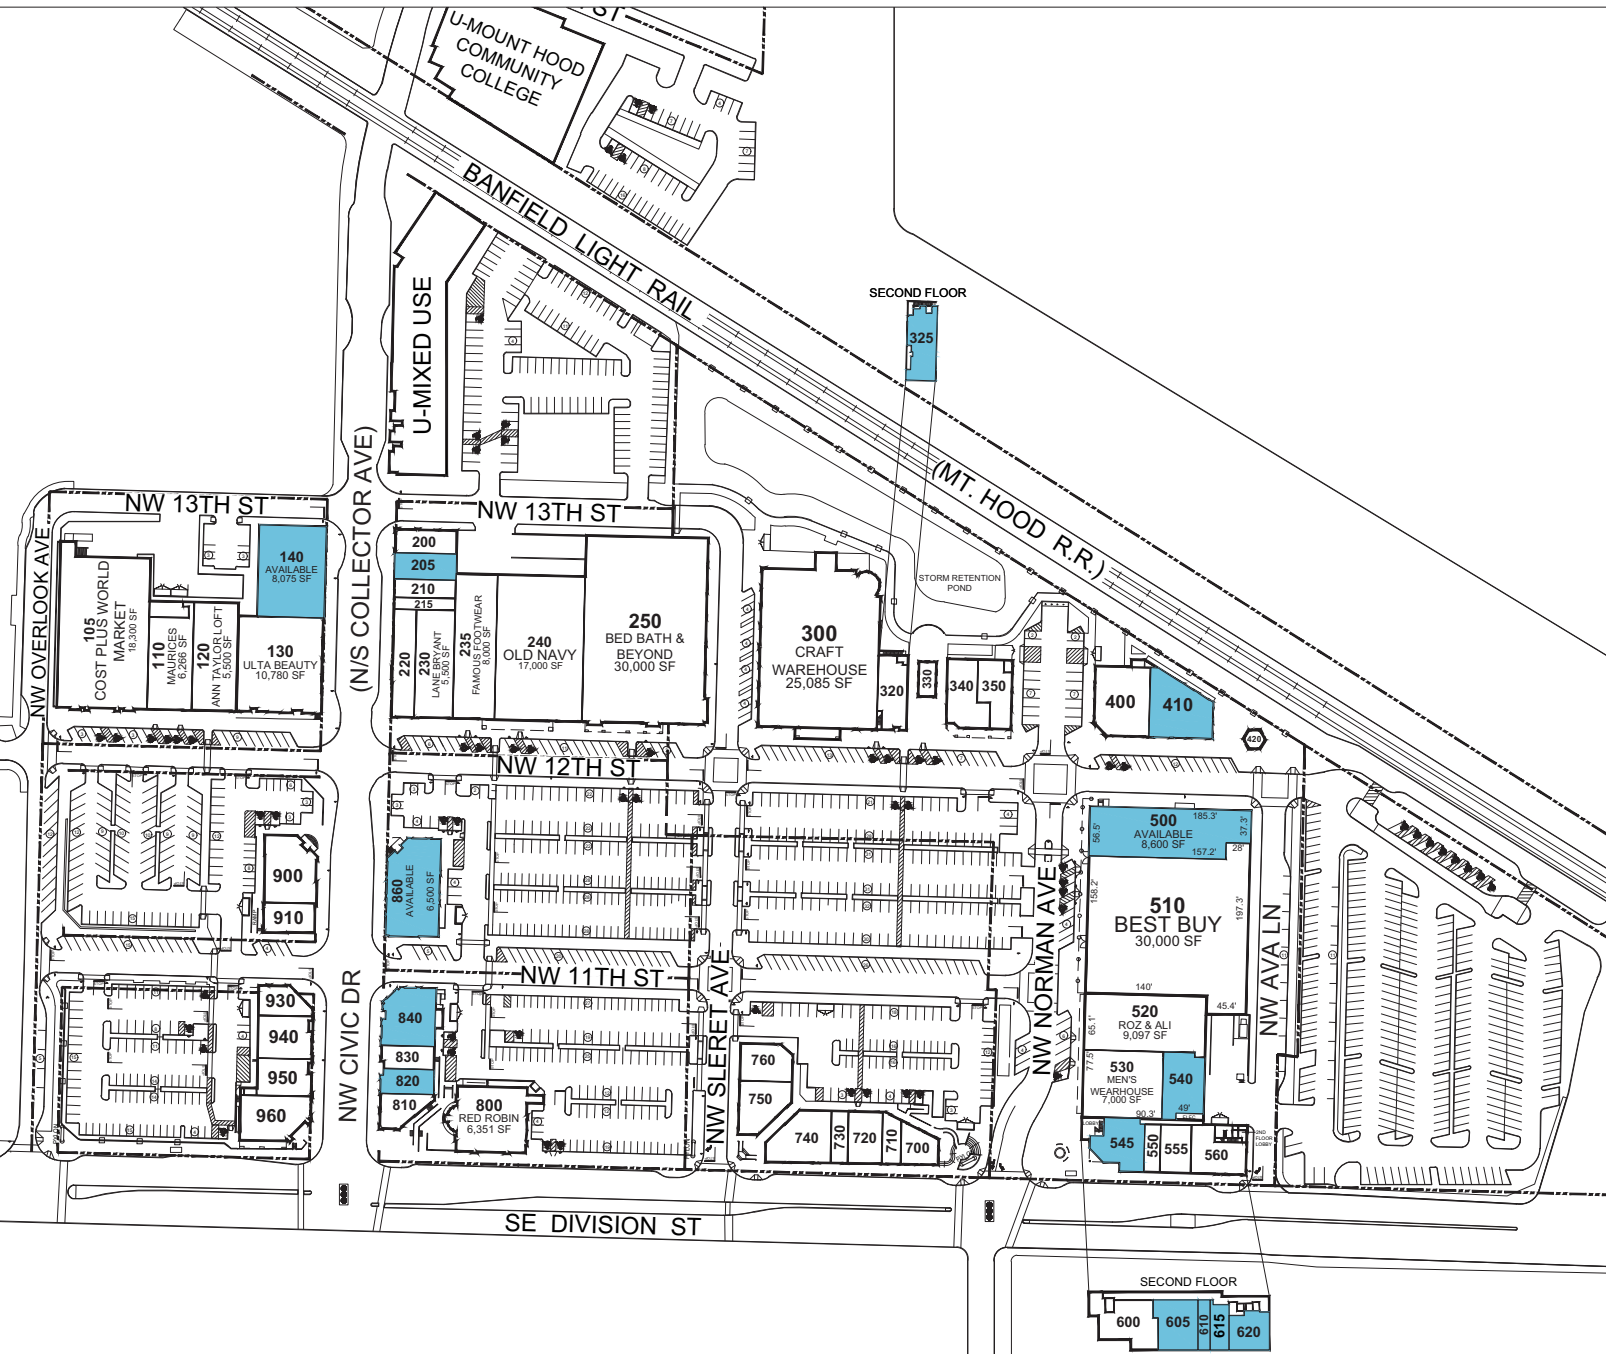 ST
U-MOUNT HOOD
COMMUNITY
COLLEGE
BANFIELD LIGHT RAIL
(MT. HOOD R.R.)
U-MIXED USE
SECOND FLOOR
325
STORM RETENTION
POND
NW 13TH ST
NW 13TH ST
NW OVERLOOK AVE
(N/S COLLECTOR AVE)
105
COST PLUS WORLD
MARKET
18,300 SF
110
MAURICES
6,266 SF
120
ANN TAYLOR LOFT
5,500 SF
130
ULTA BEAUTY
10,780 SF
140
AVAILABLE
8,075 SF
200
205
210
215
220
230
LANE BRYANT
5,500 SF
235
FAMOUS FOOTWEAR
8,000 SF
240
OLD NAVY
17,000 SF
250
BED BATH &
BEYOND
30,000 SF
300
CRAFT
WAREHOUSE
25,085 SF
320
330
340
350
400
410
420
NW 12TH ST
900
910
860
AVAILABLE
6,500 SF
500
AVAILABLE
8,600 SF
185.3'
37.3'
56.5'
157.2'
28'
158.2'
197.3'
510
BEST BUY
30,000 SF
140'
45.4'
NW 11TH ST
NW CIVIC DR
NW SLERET AVE
NW NORMAN AVE
NW AVA LN
930
940
950
960
840
830
820
810
800
RED ROBIN
6,351 SF
760
750
740
730
720
710
700
520
ROZ & ALI
9,097 SF
65.1'
77.5'
530
MEN'S
WEARHOUSE
7,000 SF
90.3'
540
49'
ELEC
LOBBY
545
550
555
560
2ND
FLOOR
LOBBY
SE DIVISION ST
SECOND FLOOR
600
605
610
615
620